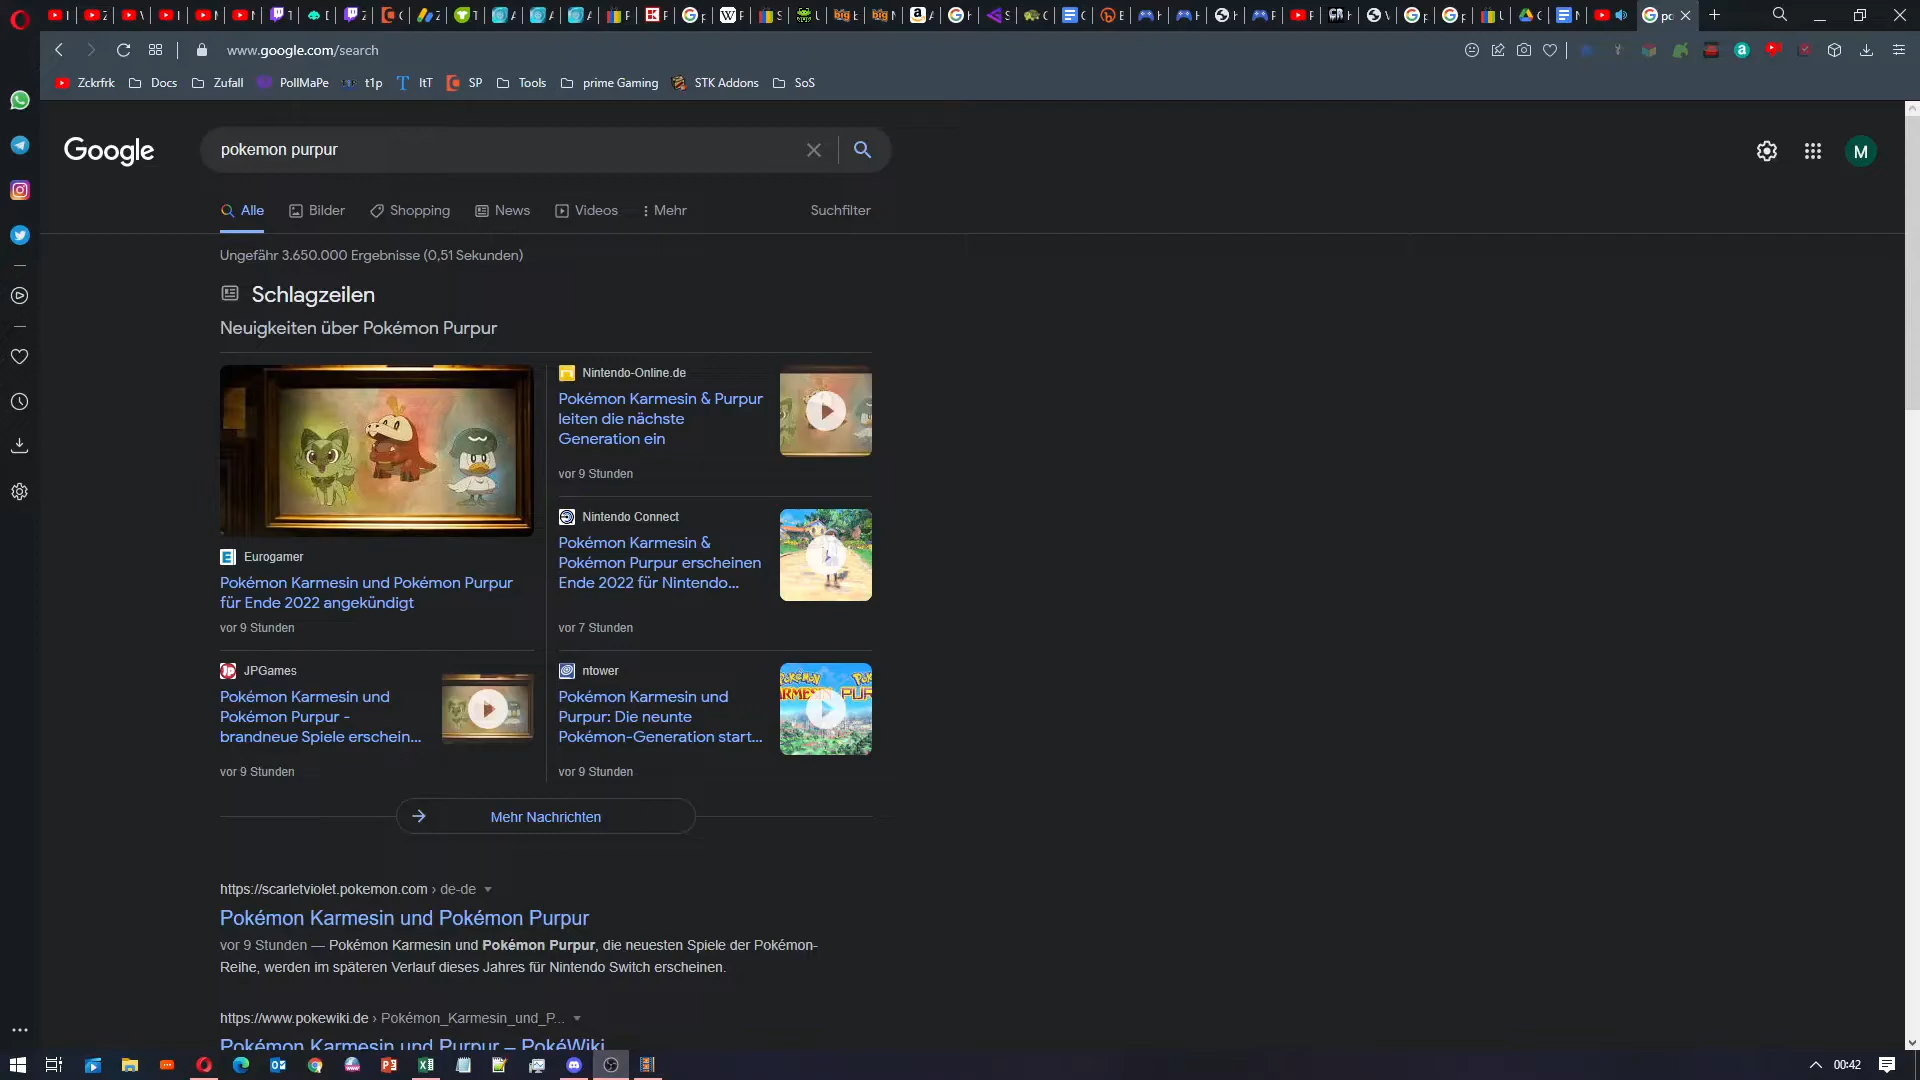 www.google.com/search
Zckrfrk
Docs
Zufall
PollMaPe
t1p
ItT
SP
Tools
prime Gaming
STK Addons
SoS
Google
pokemon purpur
M
Alle
Bilder
Shopping
News
Videos
Mehr
Suchfilter
Ungefähr 3.650.000 Ergebnisse (0,51 Sekunden)
Schlagzeilen
Neuigkeiten über Pokémon Purpur
Eurogamer
Pokémon Karmesin und Pokémon Purpur
für Ende 2022 angekündigt
vor 9 Stunden
Nintendo-Online.de
Pokémon Karmesin & Purpur
leiten die nächste
Generation ein
vor 9 Stunden
Nintendo Connect
Pokémon Karmesin &
Pokémon Purpur erscheinen
Ende 2022 für Nintendo...
vor 7 Stunden
JPGames
Pokémon Karmesin und
Pokémon Purpur -
brandneue Spiele erschein...
vor 9 Stunden
ntower
Pokémon Karmesin und
Purpur: Die neunte
Pokémon-Generation start...
vor 9 Stunden
Mehr Nachrichten
https://scarletviolet.pokemon.com › de-de
Pokémon Karmesin und Pokémon Purpur
vor 9 Stunden — Pokémon Karmesin und Pokémon Purpur, die neuesten Spiele der Pokémon-
Reihe, werden im späteren Verlauf dieses Jahres für Nintendo Switch erscheinen.
https://www.pokewiki.de › Pokémon_Karmesin_und_P...
Pokémon Karmesin und Purpur – PokéWiki
00:42